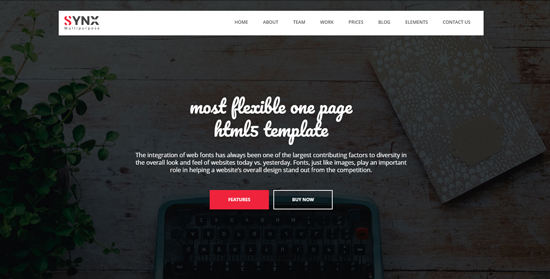 SYNX
Multipurpose
HOME ABOUT TEAM WORK PRICES BLOG ELEMENTS CONTACT US
most flexible one page
html5 template
The integration of web fonts has always been one of the largest contributing factors to diversity in
the overall look and feel of websites today vs. yesterday. Fonts, just like images, play an important
role in helping a website's overall design stand out from the competition.
FEATURES BUY NOW